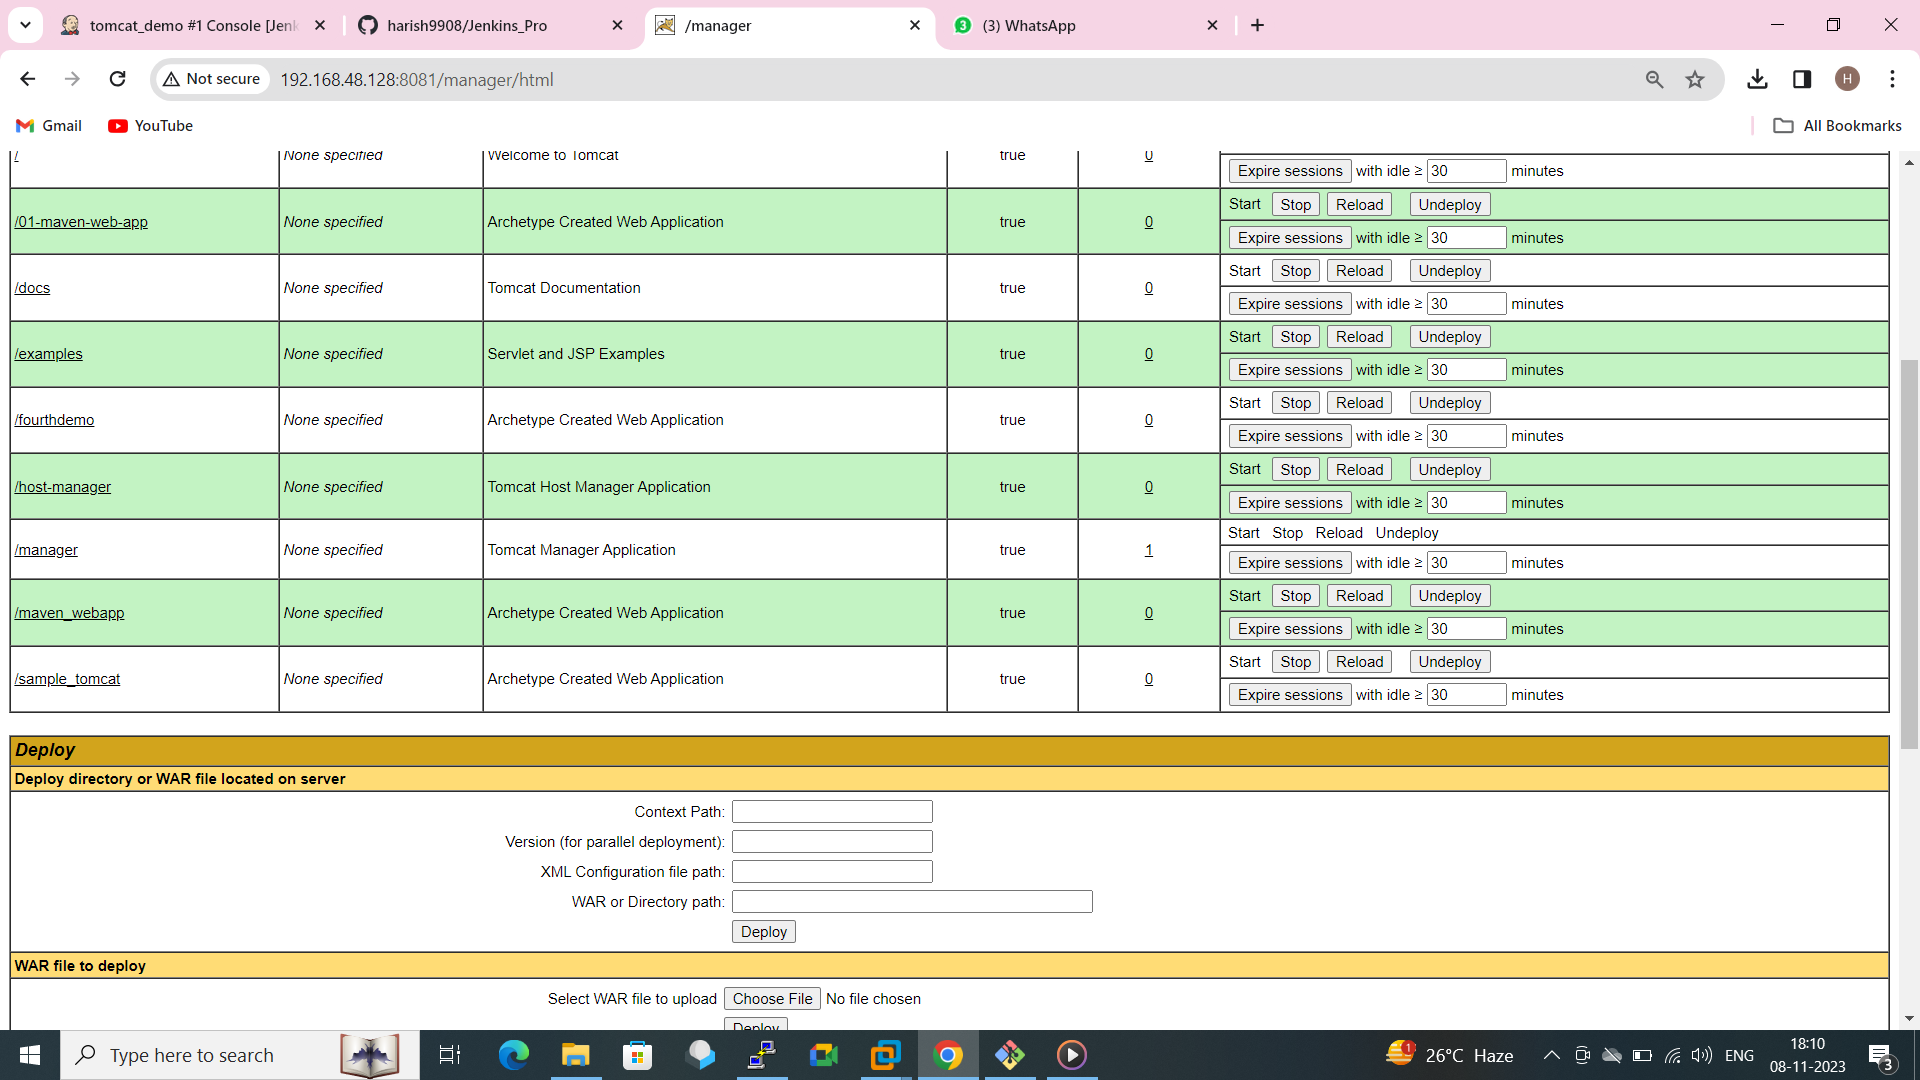 tomcat_demo #1 Console [Jenk
harish9908/Jenkins_Pro
/manager
(3) WhatsApp
Not secure 192.168.48.128:8081/manager/html H
Gmail YouTube All Bookmarks
/ None specified Welcome to Tomcat true 0
Expire sessions with idle ≥ 30 minutes
/01-maven-web-app None specified Archetype Created Web Application true 0 Start Stop Reload Undeploy
Expire sessions with idle ≥ 30 minutes
/docs None specified Tomcat Documentation true 0 Start Stop Reload Undeploy
Expire sessions with idle ≥ 30 minutes
/examples None specified Servlet and JSP Examples true 0 Start Stop Reload Undeploy
Expire sessions with idle ≥ 30 minutes
/fourthdemo None specified Archetype Created Web Application true 0 Start Stop Reload Undeploy
Expire sessions with idle ≥ 30 minutes
/host-manager None specified Tomcat Host Manager Application true 0 Start Stop Reload Undeploy
Expire sessions with idle ≥ 30 minutes
/manager None specified Tomcat Manager Application true 1 Start Stop Reload Undeploy
Expire sessions with idle ≥ 30 minutes
/maven_webapp None specified Archetype Created Web Application true 0 Start Stop Reload Undeploy
Expire sessions with idle ≥ 30 minutes
/sample_tomcat None specified Archetype Created Web Application true 0 Start Stop Reload Undeploy
Expire sessions with idle ≥ 30 minutes
Deploy
Deploy directory or WAR file located on server
Context Path:
Version (for parallel deployment):
XML Configuration file path:
WAR or Directory path:
Deploy
WAR file to deploy
Select WAR file to upload Choose File No file chosen
Deploy
Type here to search
1 26°C Haze
ENG
18:10
08-11-2023
3